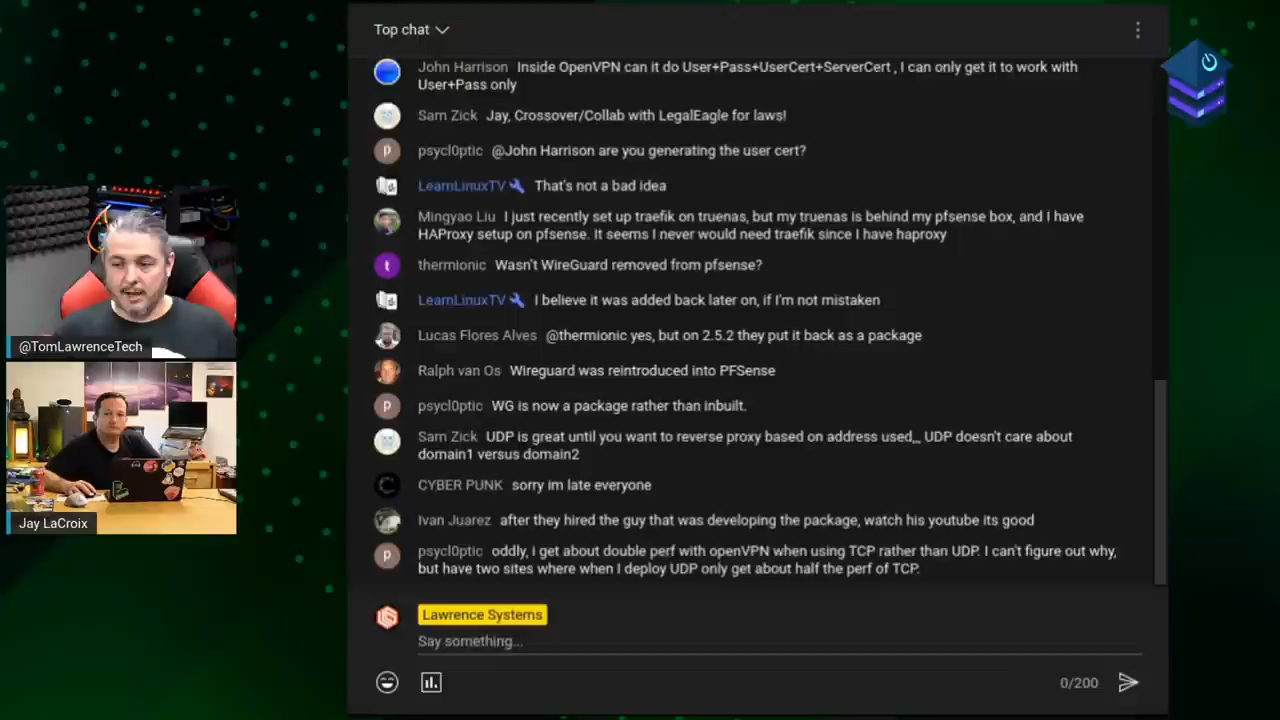 Top chat
John Harrison Inside OpenVPN can it do User+Pass+UserCert+ServerCert , I can only get it to work with
User+Pass only
Sam Zick Jay, Crossover/Collab with LegalEagle for laws!
p psycl0ptic @John Harrison are you generating the user cert?
LearnLinuxTV That's not a bad idea
Mingyao Liu I just recently set up traefik on truenas, but my truenas is behind my pfsense box, and I have
HAProxy setup on pfsense. It seems I never would need traefik since I have haproxy
t thermionic Wasn't WireGuard removed from pfsense?
LearnLinuxTV I believe it was added back later on, if I'm not mistaken
Lucas Flores Alves @thermionic yes, but on 2.5.2 they put it back as a package
Ralph van Os Wireguard was reintroduced into PFSense
p psycl0ptic WG is now a package rather than inbuilt.
Sam Zick UDP is great until you want to reverse proxy based on address used,,, UDP doesn't care about
domain1 versus domain2
CYBER PUNK sorry im late everyone
Ivan Juarez after they hired the guy that was developing the package, watch his youtube its good
p psycl0ptic oddly, i get about double perf with openVPN when using TCP rather than UDP. I can't figure out why,
but have two sites where when I deploy UDP only get about half the perf of TCP.
Lawrence Systems
Say something...
0/200
@TomLawrenceTech
Jay LaCroix